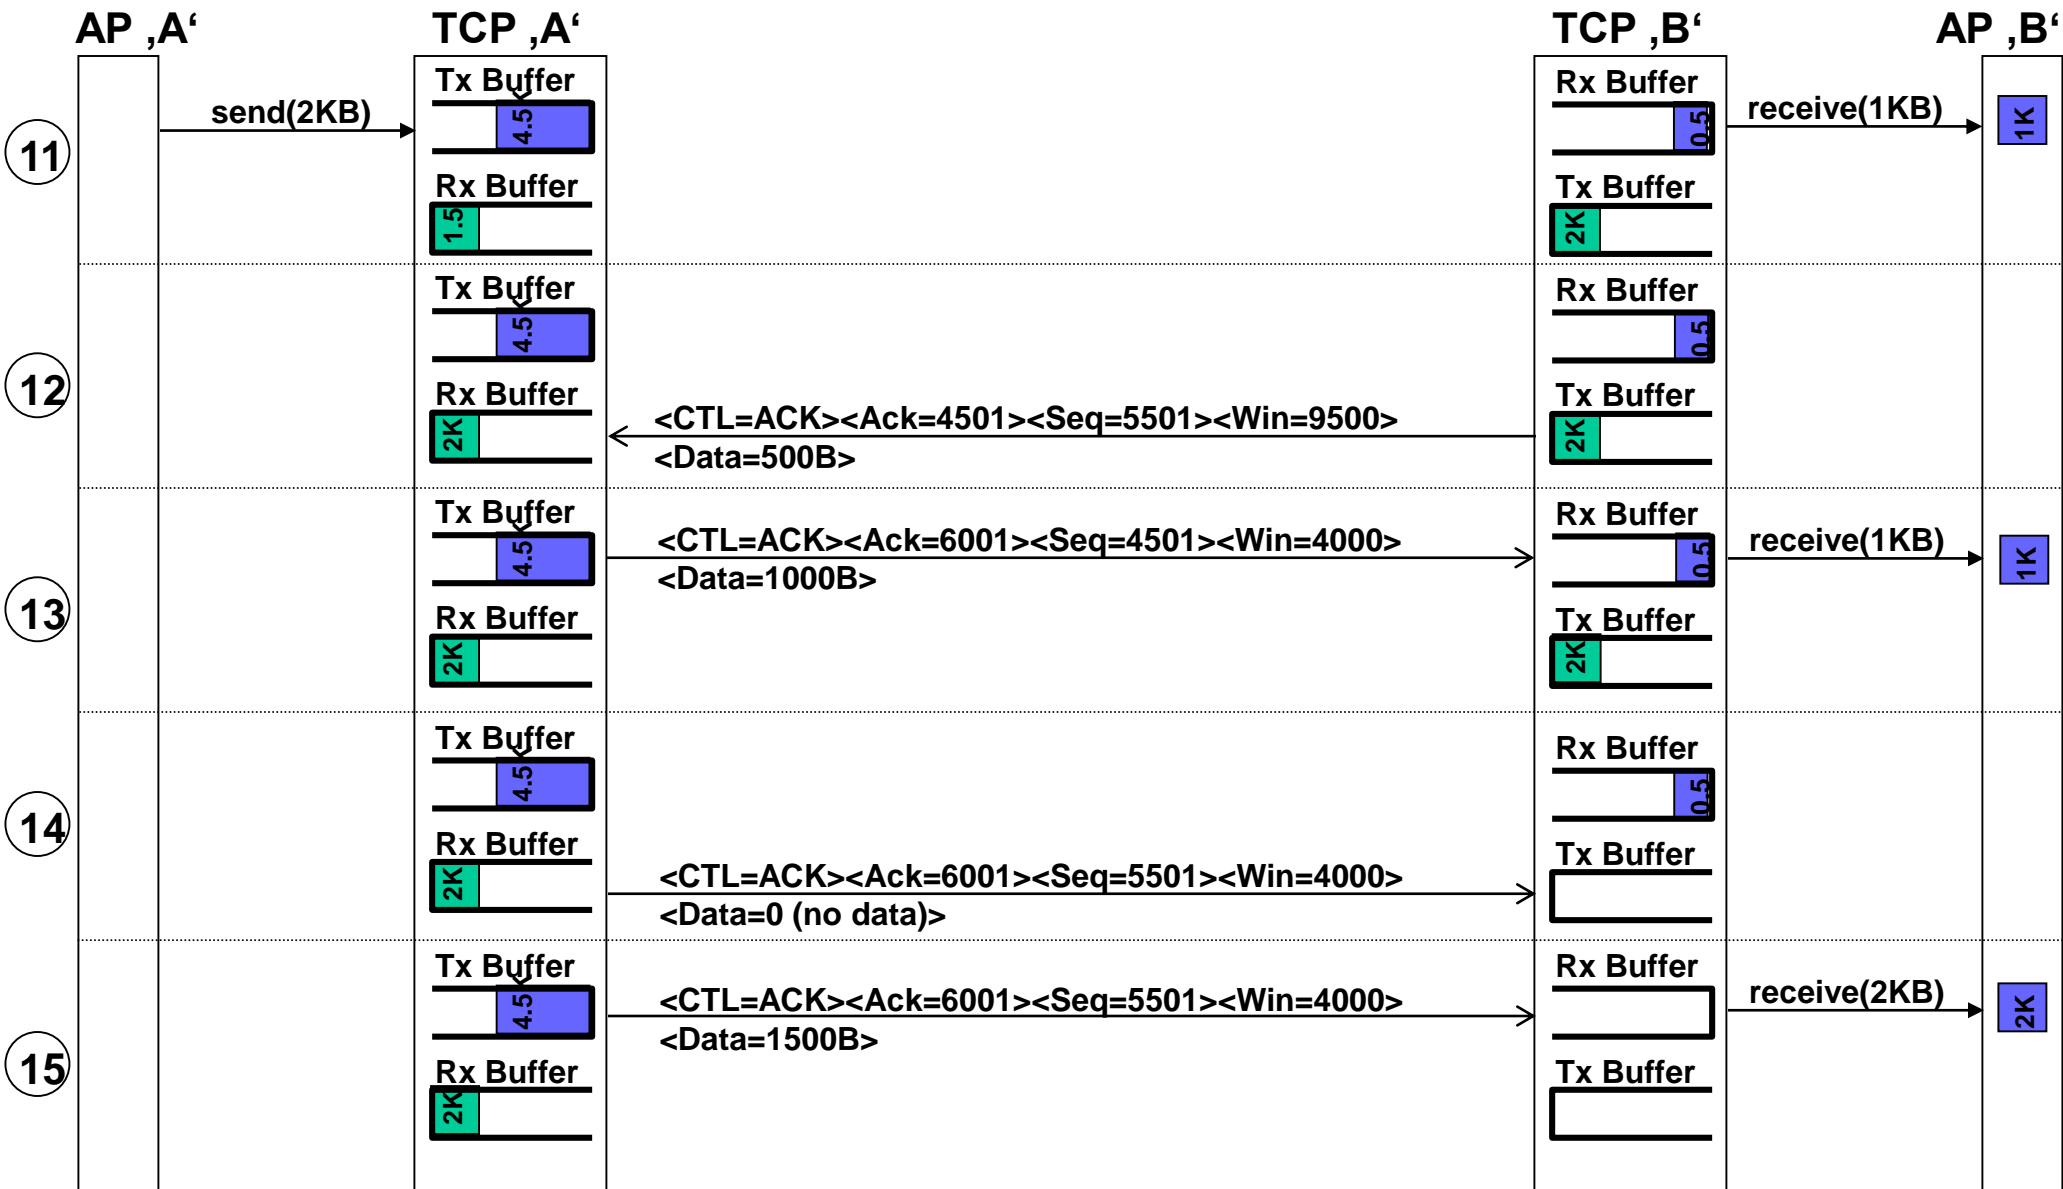 AP ‚A‘
TCP ‚A‘
TCP ‚B‘
AP ‚B‘
11
send(2KB)
Tx Buffer
4.5
Rx Buffer
1.5
Rx Buffer
0.5
Tx Buffer
2K
receive(1KB)
1K
12
Tx Buffer
4.5
Rx Buffer
2K
<CTL=ACK><Ack=4501><Seq=5501><Win=9500>
<Data=500B>
Rx Buffer
0.5
Tx Buffer
2K
13
Tx Buffer
4.5
Rx Buffer
2K
<CTL=ACK><Ack=6001><Seq=4501><Win=4000>
<Data=1000B>
Rx Buffer
0.5
Tx Buffer
2K
receive(1KB)
1K
14
Tx Buffer
4.5
Rx Buffer
2K
<CTL=ACK><Ack=6001><Seq=5501><Win=4000>
<Data=0 (no data)>
Rx Buffer
0.5
Tx Buffer
15
Tx Buffer
4.5
Rx Buffer
2K
<CTL=ACK><Ack=6001><Seq=5501><Win=4000>
<Data=1500B>
Rx Buffer
Tx Buffer
receive(2KB)
2K